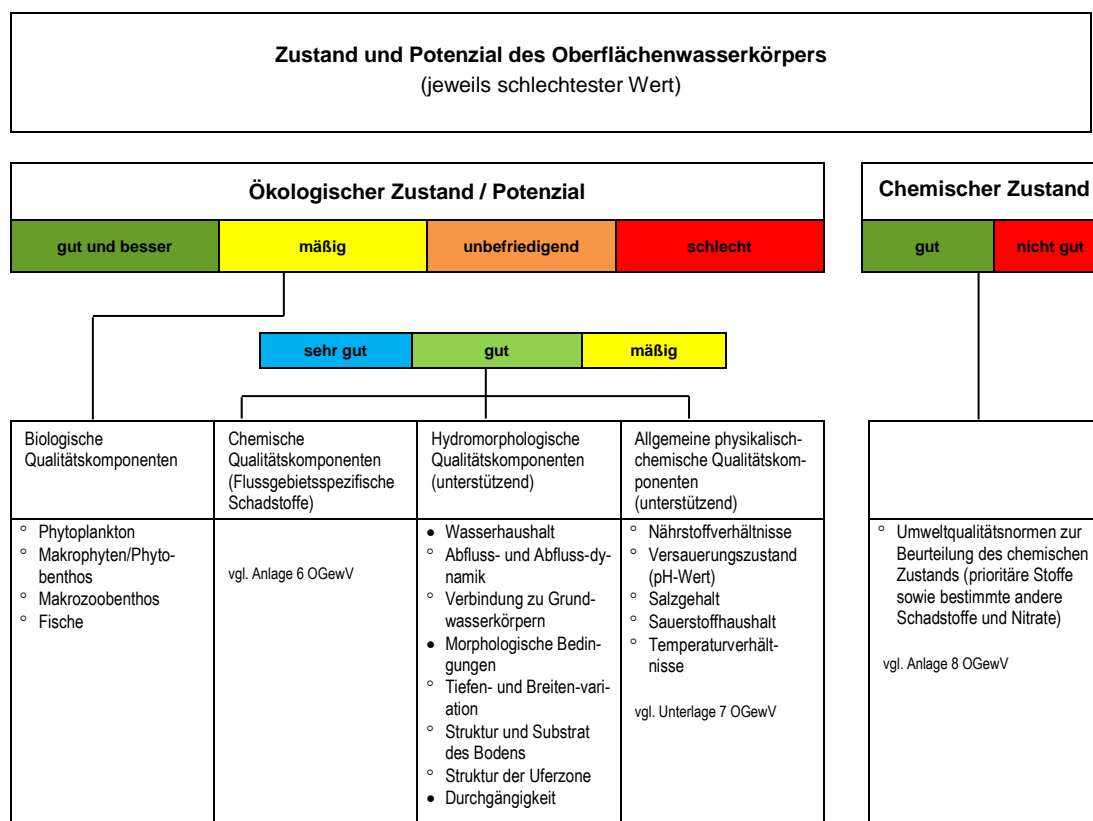 Zustand und Potenzial des Oberflächenwasserkörpers
(jeweils schlechtester Wert)
Ökologischer Zustand / Potenzial
gut und besser
mäßig
unbefriedigend
schlecht
Chemischer Zustand
gut
nicht gut
sehr gut
gut
mäßig
Biologische
Qualitätskomponenten
Chemische
Qualitätskomponenten
(Flussgebietsspezifische
Schadstoffe)
Hydromorphologische
Qualitätskomponenten
(unterstützend)
Allgemeine physikalisch-
chemische Qualitätskom-
ponenten
(unterstützend)
° Phytoplankton
° Makrophyten/Phyto-
benthos
° Makrozoobenthos
° Fische
vgl. Anlage 6 OGewV
• Wasserhaushalt
° Abfluss- und Abfluss-dy-
namik
° Verbindung zu Grund-
wasserkörpern
• Morphologische Bedin-
gungen
° Tiefen- und Breiten-vari-
ation
° Struktur und Substrat
des Bodens
° Struktur der Uferzone
• Durchgängigkeit
° Nährstoffverhältnisse
° Versauerungszustand
(pH-Wert)
° Salzgehalt
° Sauerstoffhaushalt
° Temperaturverhält-
nisse
vgl. Unterlage 7 OGewV
° Umweltqualitätsnormen zur
Beurteilung des chemischen
Zustands (prioritäre Stoffe
sowie bestimmte andere
Schadstoffe und Nitrate)
vgl. Anlage 8 OGewV